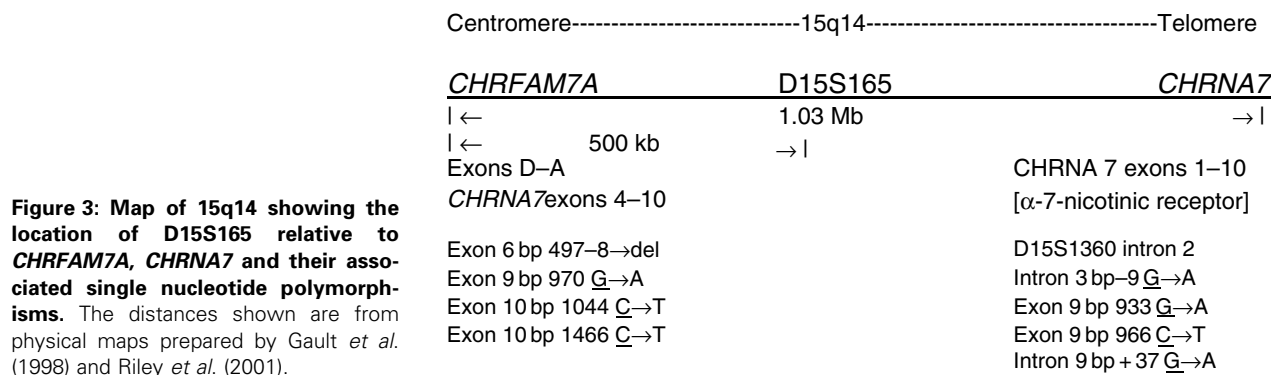 Centromere----------------------------15q14-----------------------------------Telomere
CHRFAM7A D15S165 CHRNA7
I ← 1.03 Mb → I
I ← 500 kb → I
Exons D–A CHRNA 7 exons 1–10
CHRNA7exons 4–10 [α-7-nicotinic receptor]
Exon 6 bp 497–8→del D15S1360 intron 2
Exon 9 bp 970 G→A Intron 3 bp–9 G→A
Exon 10 bp 1044 C→T Exon 9 bp 933 G→A
Exon 10 bp 1466 C→T Exon 9 bp 966 C→T
Intron 9 bp + 37 G→A
Figure 3: Map of 15q14 showing the
location of D15S165 relative to
CHRFAM7A, CHRNA7 and their asso-
ciated single nucleotide polymorph-
isms. The distances shown are from
physical maps prepared by Gault et al.
(1998) and Riley et al. (2001).